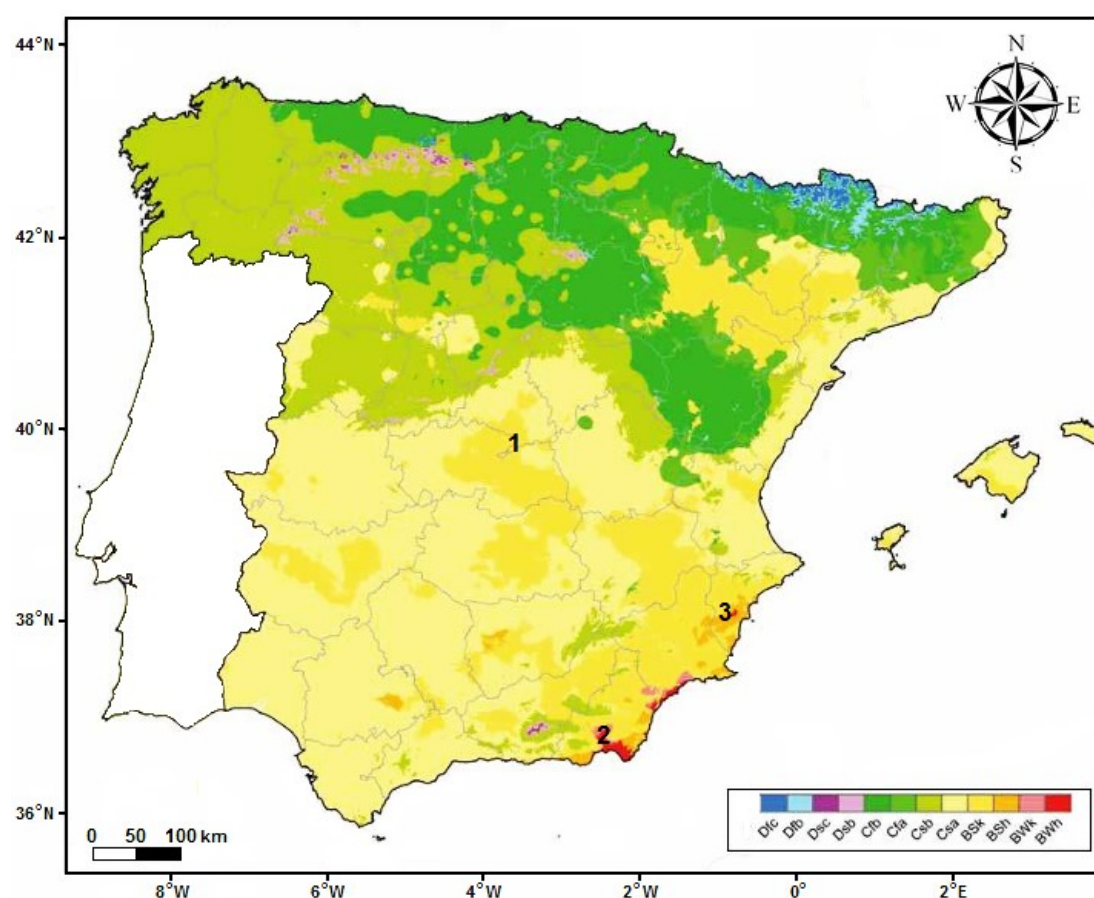 44°N
42°N
40°N
38°N
36°N
N
W E
S
1
3
2
0 50 100 km
Dfc Dfb Dsc Dsb Cfb Cfa Csb Csa BSk BSh BWk BWh
8°W 6°W 4°W 2°W 0° 2°E